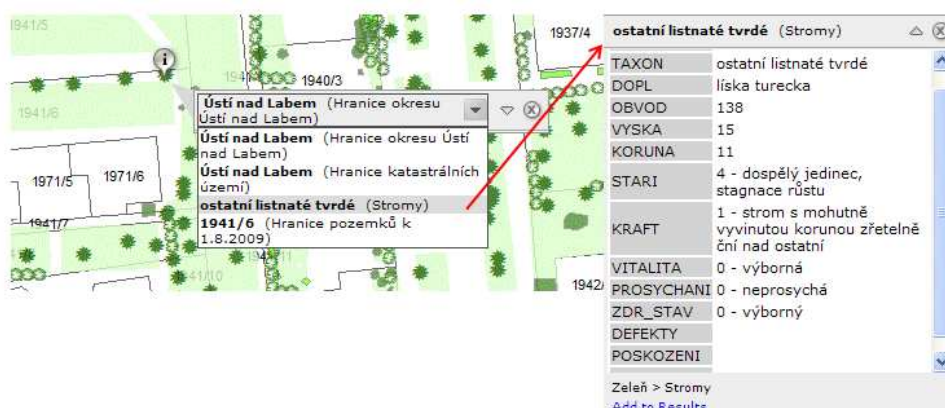 1941/5
1937/4
1940/3
1941/6
1971/5
1971/6
1941/7
1941/10
Ústí nad Labem (Hranice okresu
Ústí nad Labem)
Ústí nad Labem (Hranice okresu Ústí
nad Labem)
Ústí nad Labem (Hranice katastrálních
území)
ostatní listnaté tvrdé (Stromy)
1941/6 (Hranice pozemků k
1.8.2009)
ostatní listnaté tvrdé (Stromy)
TAXON ostatní listnaté tvrdé
DOPL líska turecka
OBVOD 138
VYSKA 15
KORUNA 11
STARI 4 - dospělý jedinec,
stagnace růstu
KRAFT 1 - strom s mohutně
vyvinutou korunou zřetelně
ční nad ostatní
VITALITA 0 - výborná
PROSYCHANI 0 - neprosychá
ZDR_STAV 0 - výborný
DEFEKTY
POSKOZENI
Zeleň > Stromy
Add to Results